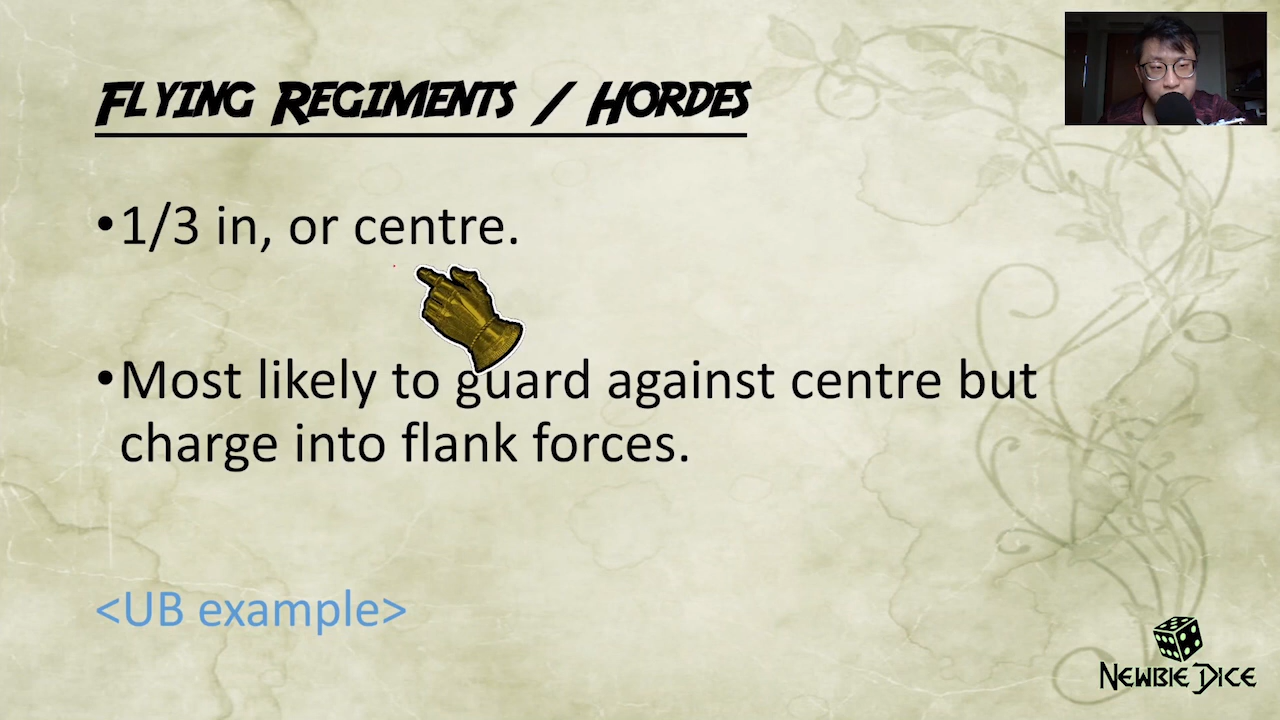 Flying Regiments / Hordes
•1/3 in, or centre.
•Most likely to guard against centre but
charge into flank forces.
<UB example>
Newbie Dice